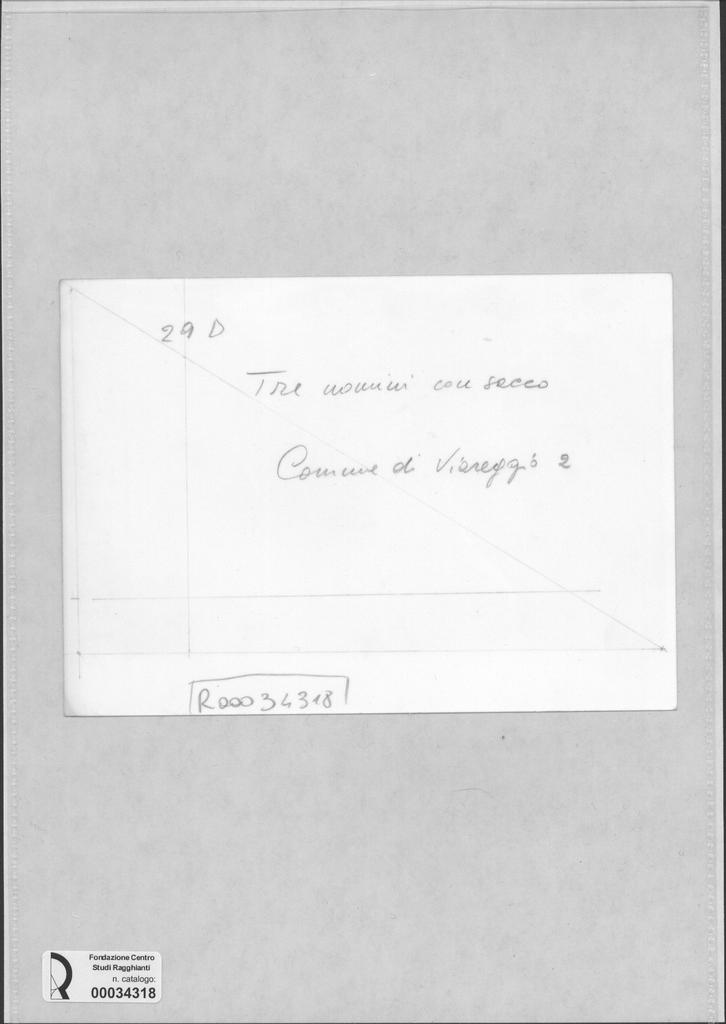 29 D
Tre uomini con sacco
Comune di Viareggio 2
R00034318
Fondazione Centro
Studi Ragghianti
n. catalogo:
00034318